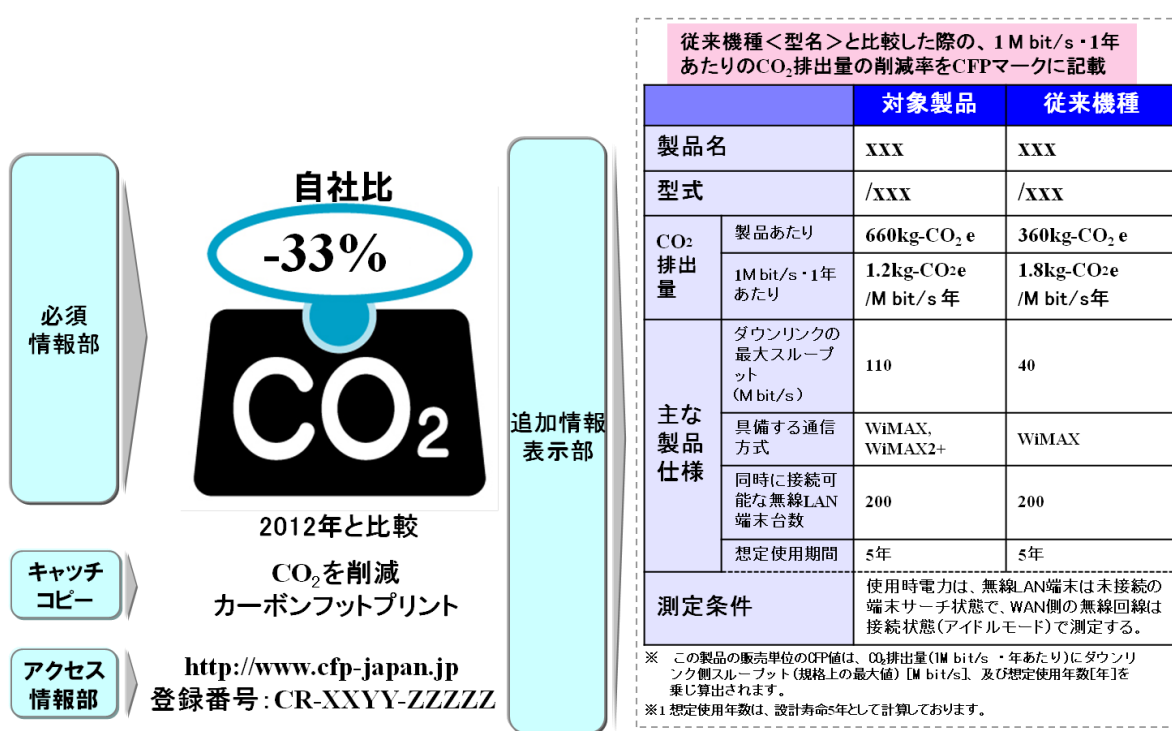 必須
情報部
自社比
-33%
CO2
2012年と比較
キャッチ
コピー
CO₂を削減
カーボンフットプリント
アクセス
情報部
http://www.cfp-japan.jp
登録番号:CR-XXYY-ZZZZZ
追加情報
表示部
従来機種<型名>と比較した際の、1M bit/s・1年
あたりのCO₂排出量の削減率をCFPマークに記載
対象製品 従来機種
製品名 XXX XXX
型式 /XXX /XXX
CO2
排出
量
製品あたり 660kg-CO₂ e 360kg-CO₂ e
1M bit/s・1年
あたり
1.2kg-CO2e
/M bit/s 年
1.8kg-CO2e
/M bit/s年
主な
製品
仕様
ダウンリンクの
最大スループ
ット
(M bit/s)
110 40
具備する通信
方式
WiMAX,
WiMAX2+
WiMAX
同時に接続可
能な無線LAN
端末台数
200 200
想定使用期間 5年 5年
測定条件
使用時電力は、無線LAN端末は未接続の
端末サーチ状態で、WAN側の無線回線は
接続状態(アイドルモード)で測定する。
※ この製品の販売単位のCFP値は、CO₂排出量(1M bit/s ・年あたり)にダウンリ
ンク側スループット(規格上の最大値) [M bit/s]、及び想定使用年数[年]を
乗じ算出されます。
※1 想定使用年数は、設計寿命5年として計算しております。